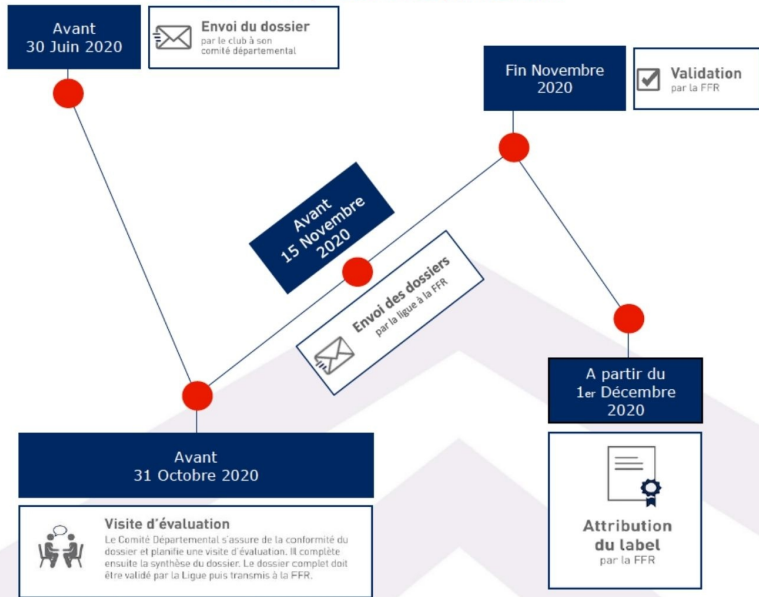 Avant
30 Juin 2020
Envoi du dossier
par le club à son
comité départemental
Avant
31 Octobre 2020
Visite d'évaluation
Le Comité Départemental s'assure de la conformité du
dossier et planifie une visite d'évaluation. Il complète
ensuite la synthèse du dossier. Le dossier complet doit
être validé par la Ligue puis transmis à la FFR.
Avant
15 Novembre
2020
Envoi des dossiers
par la ligue à la FFR
Fin Novembre
2020
Validation
par la FFR
A partir du
1er Décembre
2020
Attribution
du label
par la FFR